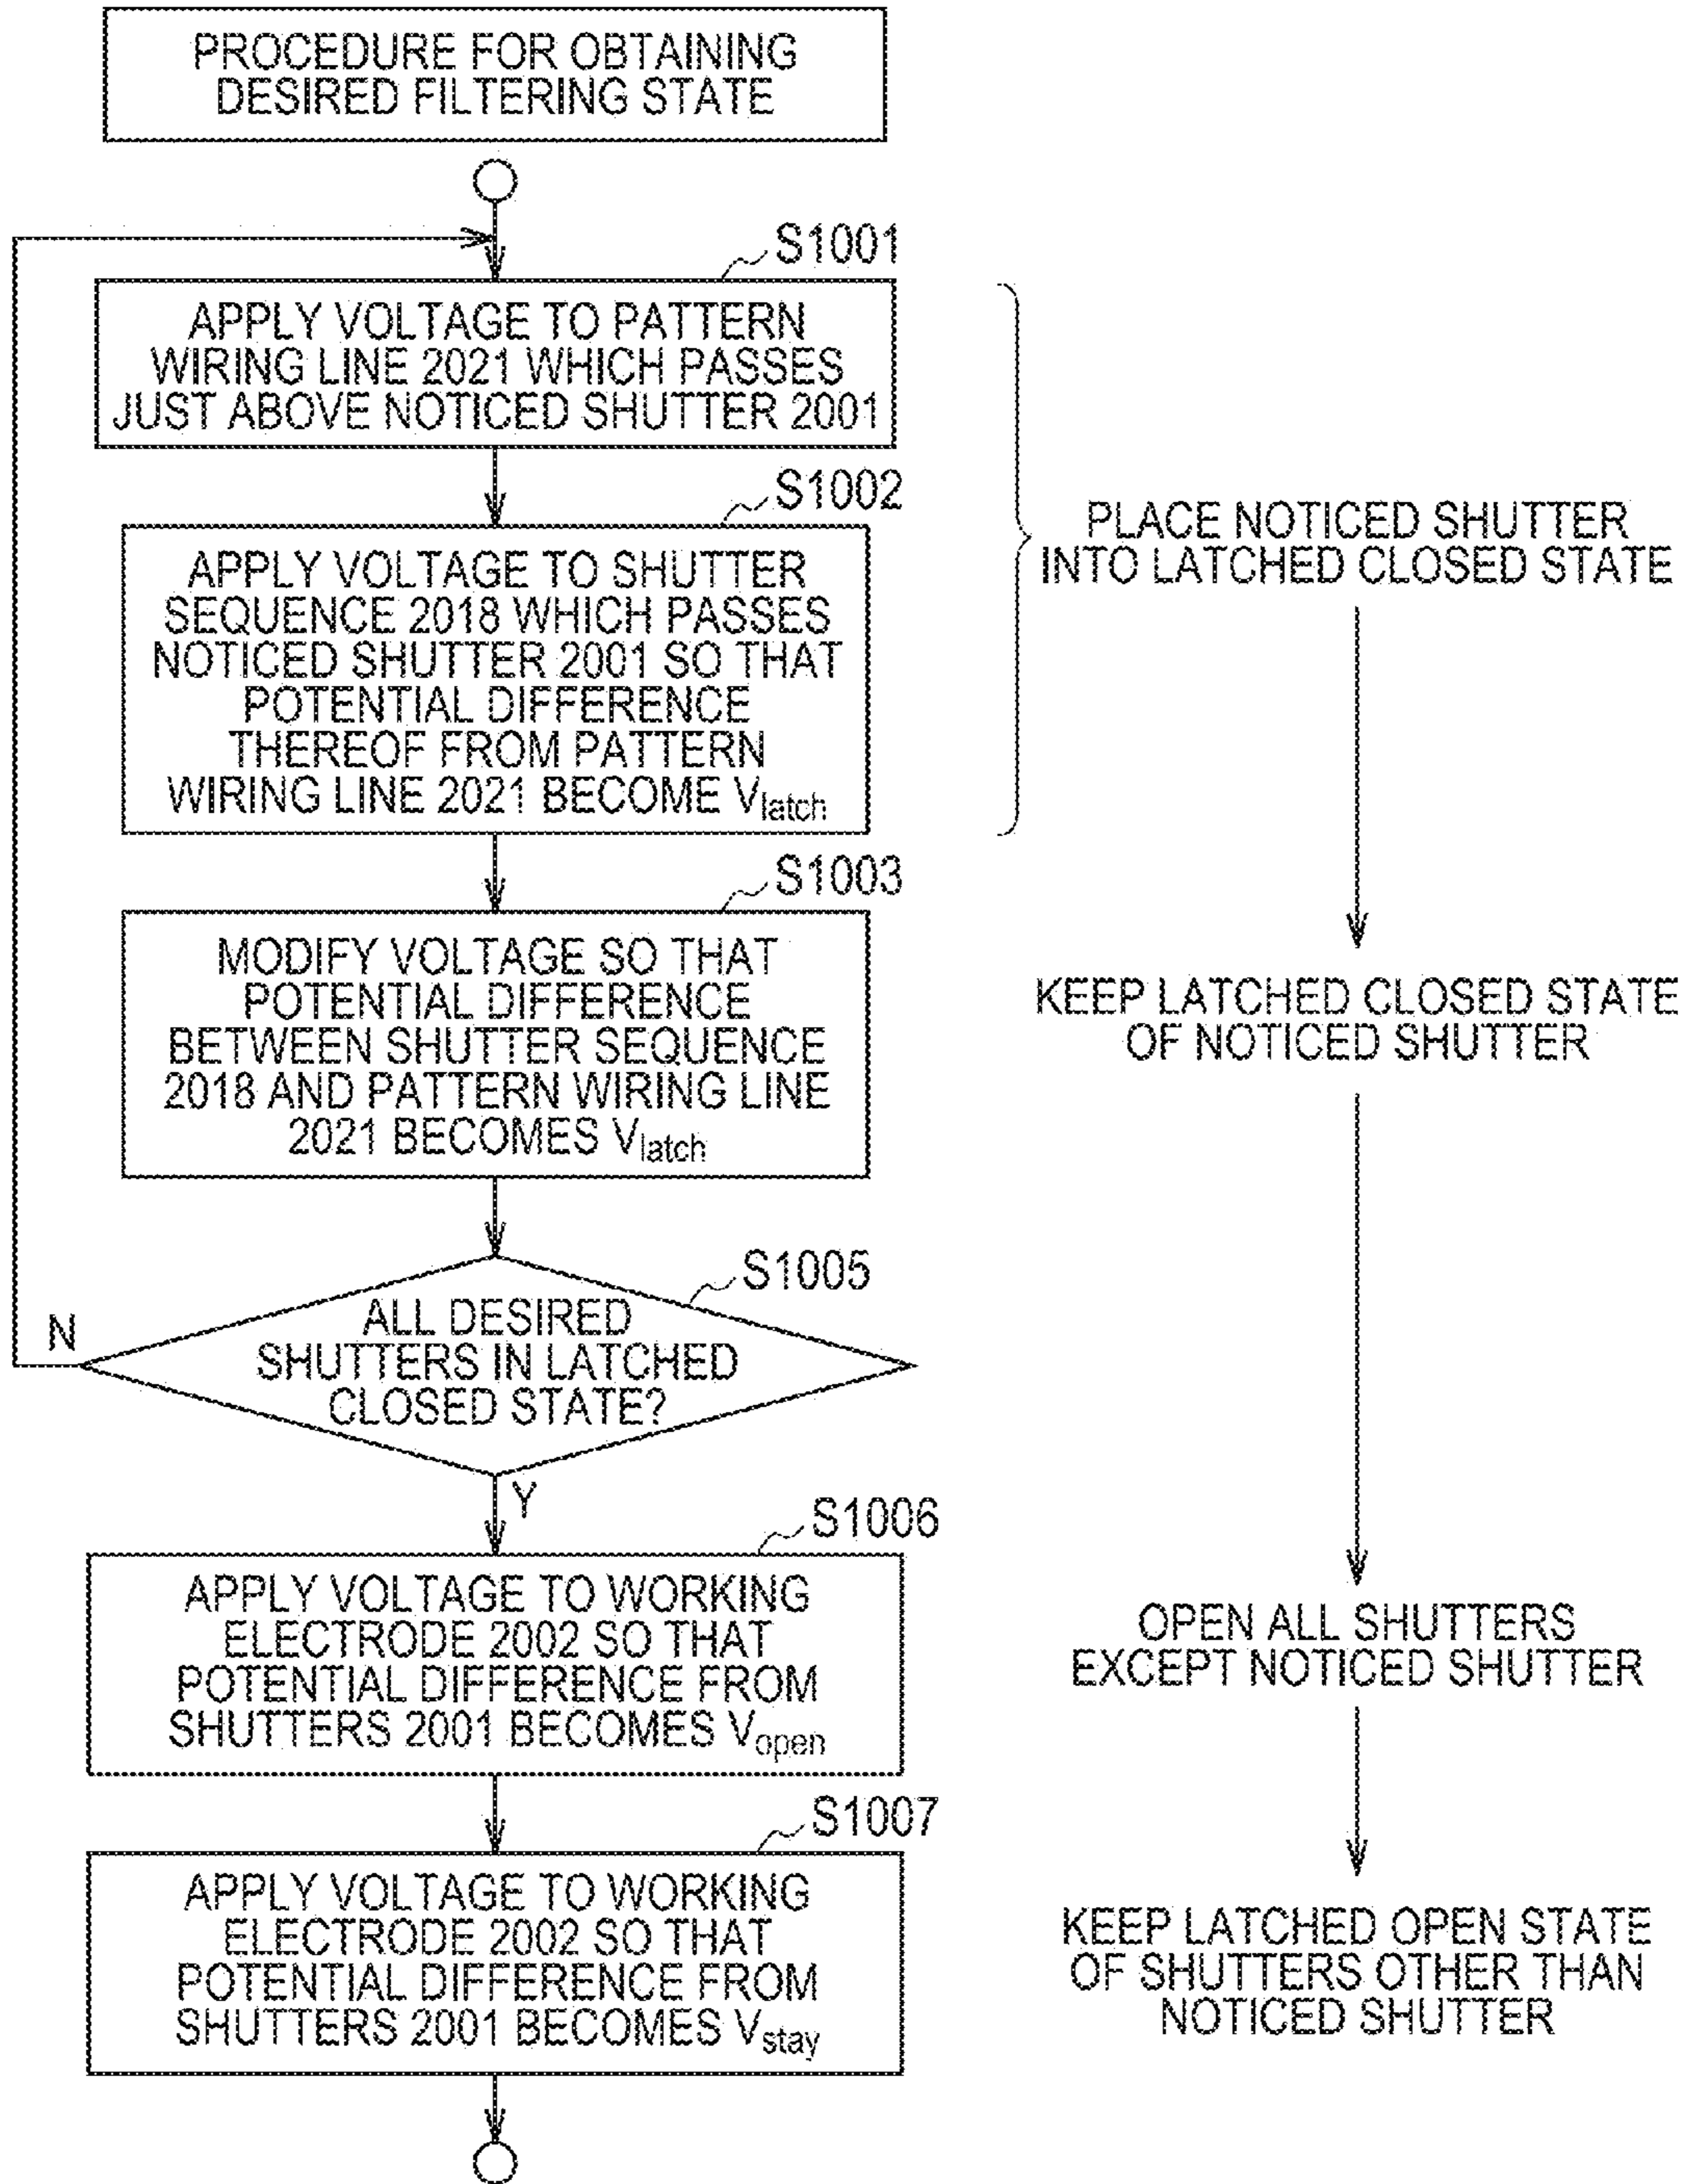 PROCEDURE FOR OBTAINING
DESIRED FILTERING STATE
S1001
APPLY VOLTAGE TO PATTERN
WIRING LINE 2021 WHICH PASSES
JUST ABOVE NOTICED SHUTTER 2001
S1002
APPLY VOLTAGE TO SHUTTER
SEQUENCE 2018 WHICH PASSES
NOTICED SHUTTER 2001 SO THAT
POTENTIAL DIFFERENCE
THEREOF FROM PATTERN
WIRING LINE 2021 BECOME Vlatch
PLACE NOTICED SHUTTER
INTO LATCHED CLOSED STATE
S1003
MODIFY VOLTAGE SO THAT
POTENTIAL DIFFERENCE
BETWEEN SHUTTER SEQUENCE
2018 AND PATTERN WIRING LINE
2021 BECOMES Vlatch
KEEP LATCHED CLOSED STATE
OF NOTICED SHUTTER
S1005
ALL DESIRED
SHUTTERS IN LATCHED
CLOSED STATE?
N
Y
S1006
APPLY VOLTAGE TO WORKING
ELECTRODE 2002 SO THAT
POTENTIAL DIFFERENCE FROM
SHUTTERS 2001 BECOMES Vopen
OPEN ALL SHUTTERS
EXCEPT NOTICED SHUTTER
S1007
APPLY VOLTAGE TO WORKING
ELECTRODE 2002 SO THAT
POTENTIAL DIFFERENCE FROM
SHUTTERS 2001 BECOMES Vstay
KEEP LATCHED OPEN STATE
OF SHUTTERS OTHER THAN
NOTICED SHUTTER